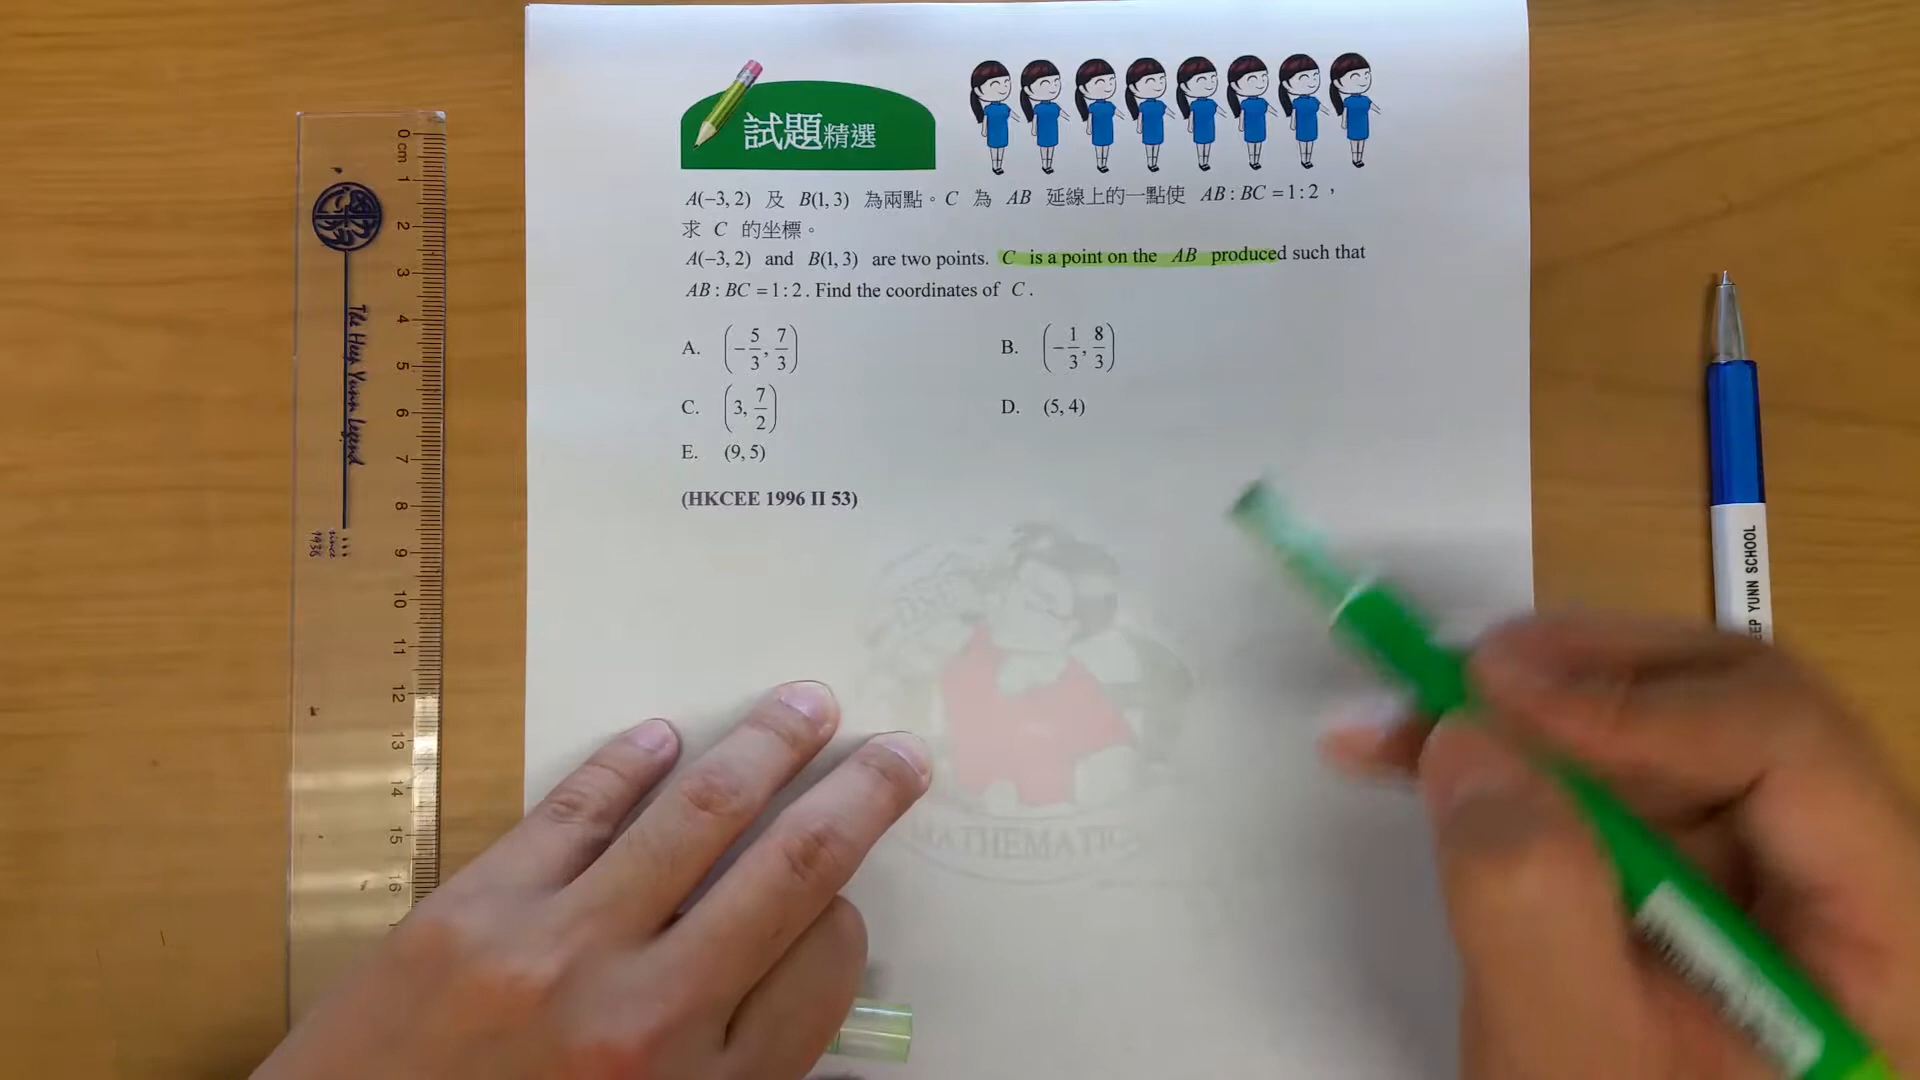 試題精選
A(−3, 2) 及 B(1, 3) 為兩點。C 為 AB 延線上的一點使 AB : BC = 1 : 2，
求 C 的坐標。
A(−3, 2) and B(1, 3) are two points. C is a point on the AB produced such that
AB : BC = 1 : 2. Find the coordinates of C.
A. (−5/3, 7/3) B. (−1/3, 8/3)
C. (3, 7/2) D. (5, 4)
E. (9, 5)
(HKCEE 1996 II 53)
MATHEMATIC
0 cm 1 2 3 4 5 6 7 8 9 10 11 12 13 14 15 16
The Heep Yunn Legend
since
1936
EEP YUNN SCHOOL